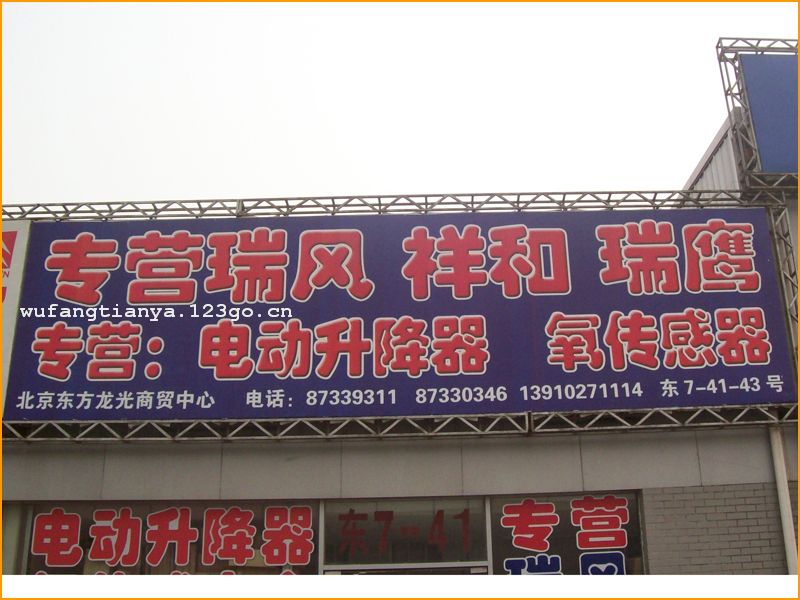 专营瑞风 祥和 瑞鹰
wufangtianya.123go.cn
专营：电动升降器 氧传感器
北京东方龙光商贸中心 电话：87339311 87330346 13910271114 东7-41-43号
电动升降器
东7-41
专营
瑞风